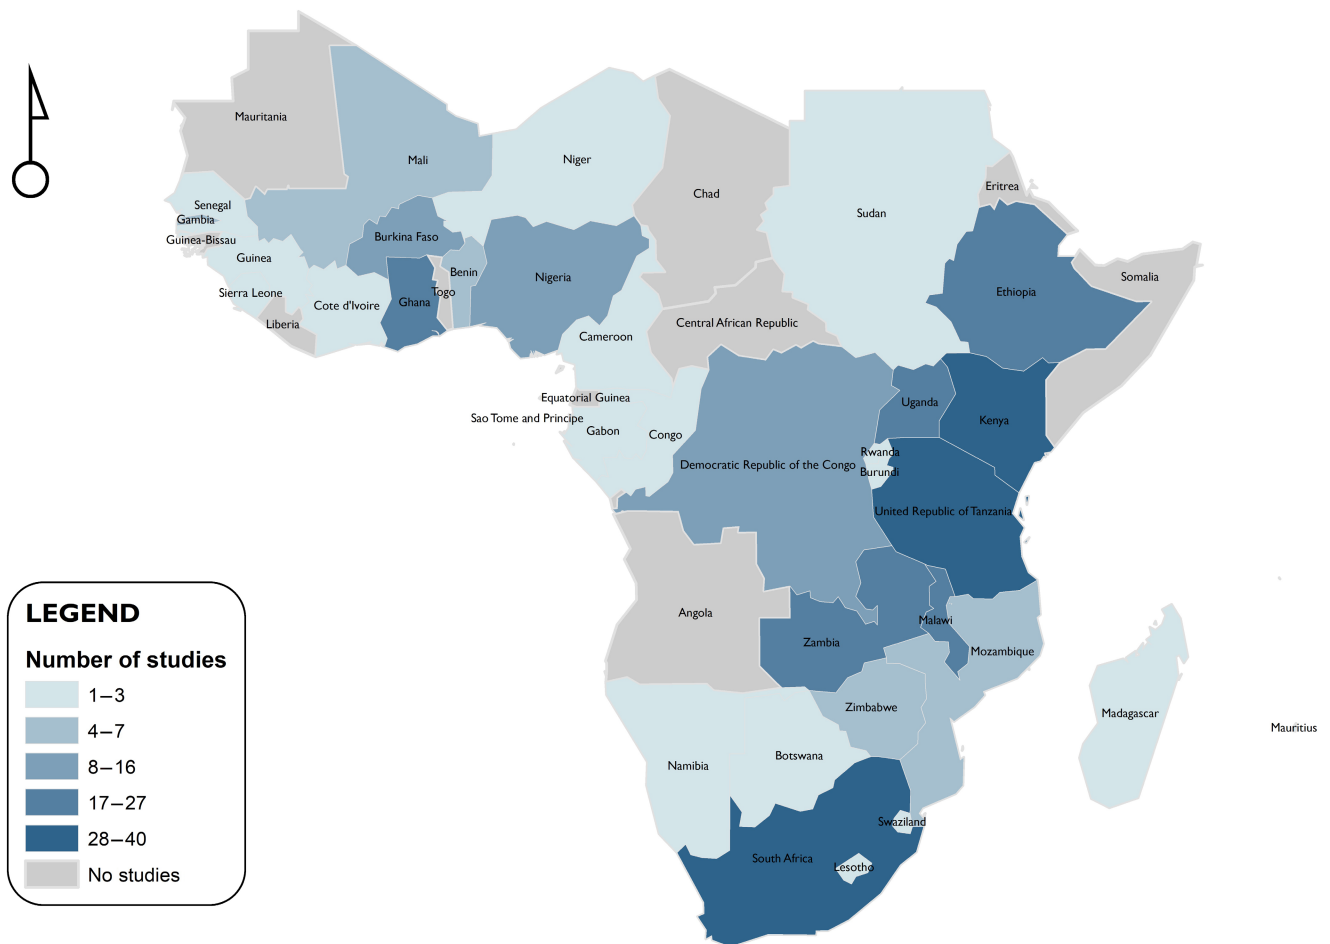 Mauritania
Mali
Niger
Chad
Sudan
Eritrea
Senegal
Gambia
Guinea-Bissau
Guinea
Sierra Leone
Liberia
Cote d'Ivoire
Burkina Faso
Ghana
Togo
Benin
Nigeria
Cameroon
Central African Republic
Ethiopia
Somalia
Equatorial Guinea
Sao Tome and Principe
Gabon
Congo
Democratic Republic of the Congo
Uganda
Kenya
Rwanda
Burundi
United Republic of Tanzania
Angola
Zambia
Malawi
Mozambique
Zimbabwe
Namibia
Botswana
Madagascar
Mauritius
Swaziland
South Africa
Lesotho
LEGEND
Number of studies
1–3
4–7
8–16
17–27
28–40
No studies